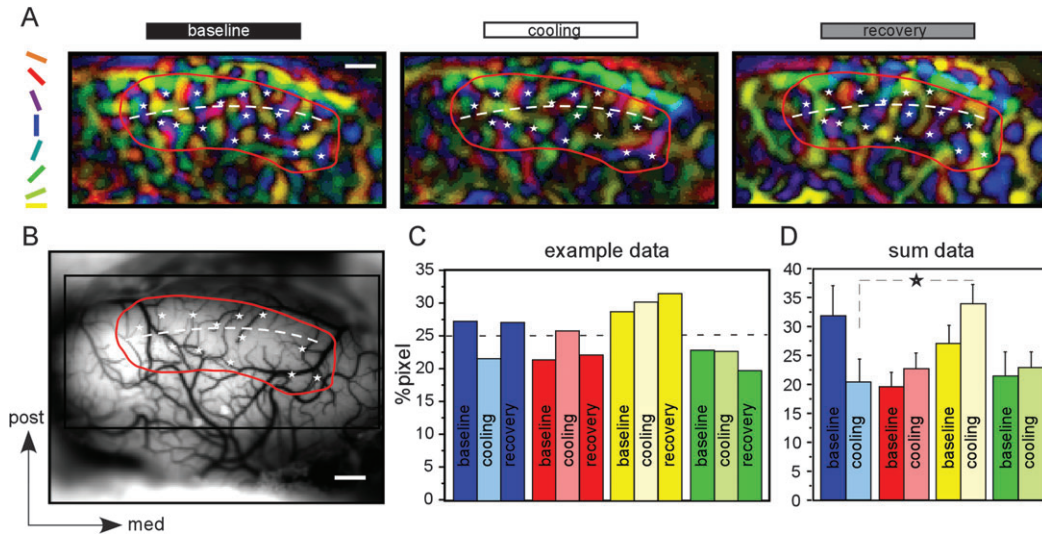 A
baseline
cooling
recovery
B
post
med
C
example data
%pixel
35
30
25
20
15
10
5
0
baseline
cooling
recovery
baseline
cooling
recovery
baseline
cooling
recovery
baseline
cooling
recovery
D
sum data
40
35
30
25
20
15
10
5
0
baseline
cooling
baseline
cooling
baseline
cooling
baseline
cooling